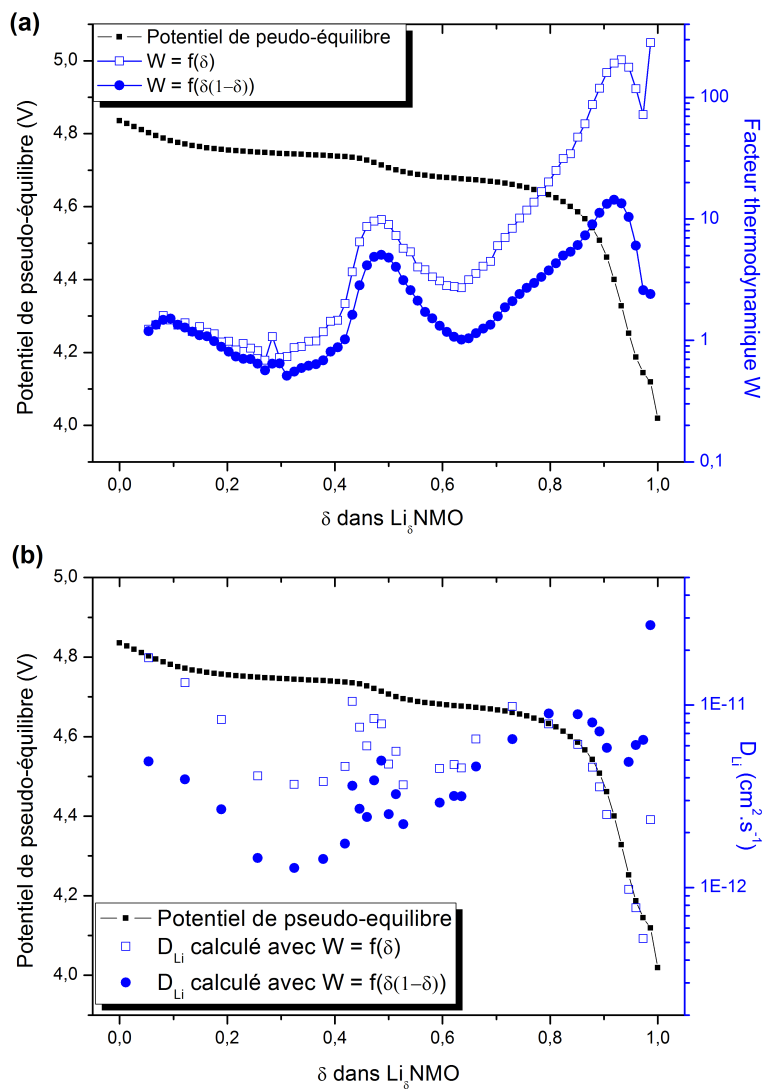 (a)
Potentiel de peudo-équilibre
W = f(δ)
W = f(δ(1−δ))
5,0
4,8
4,6
4,4
4,2
4,0
Potentiel de pseudo-équilibre (V)
100
10
1
0,1
Facteur thermodynamique W
0,0 0,2 0,4 0,6 0,8 1,0
δ dans LiδNMO
(b)
5,0
4,8
4,6
4,4
4,2
4,0
Potentiel de pseudo-équilibre (V)
1E-11
1E-12
DLi (cm².s⁻¹)
Potentiel de pseudo-equilibre
DLi calculé avec W = f(δ)
DLi calculé avec W = f(δ(1−δ))
0,0 0,2 0,4 0,6 0,8 1,0
δ dans LiδNMO